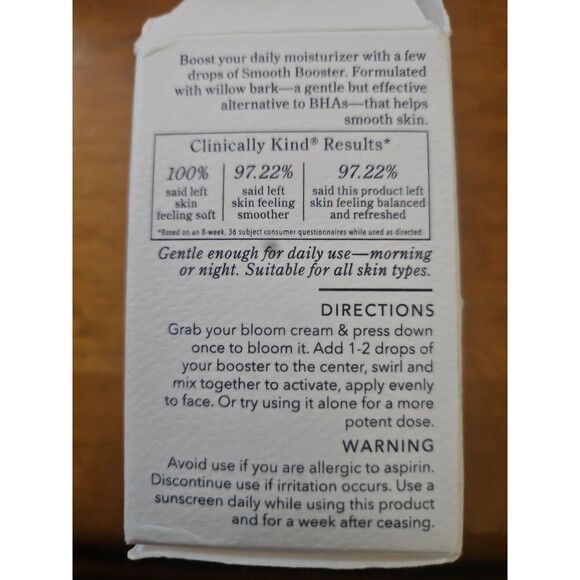 Boost your daily moisturizer with a few
drops of Smooth Booster. Formulated
with willow bark—a gentle but effective
alternative to BHAs—that helps
smooth skin.
Clinically Kind® Results*
100%
said left
skin
feeling soft
97.22%
said left
skin feeling
smoother
97.22%
said this product left
skin feeling balanced
and refreshed
*Based on an 8-week, 36 subject consumer questionnaires while used as directed.
Gentle enough for daily use—morning
or night. Suitable for all skin types.
DIRECTIONS
Grab your bloom cream & press down
once to bloom it. Add 1-2 drops of
your booster to the center, swirl and
mix together to activate, apply evenly
to face. Or try using it alone for a more
potent dose.
WARNING
Avoid use if you are allergic to aspirin.
Discontinue use if irritation occurs. Use a
sunscreen daily while using this product
and for a week after ceasing.